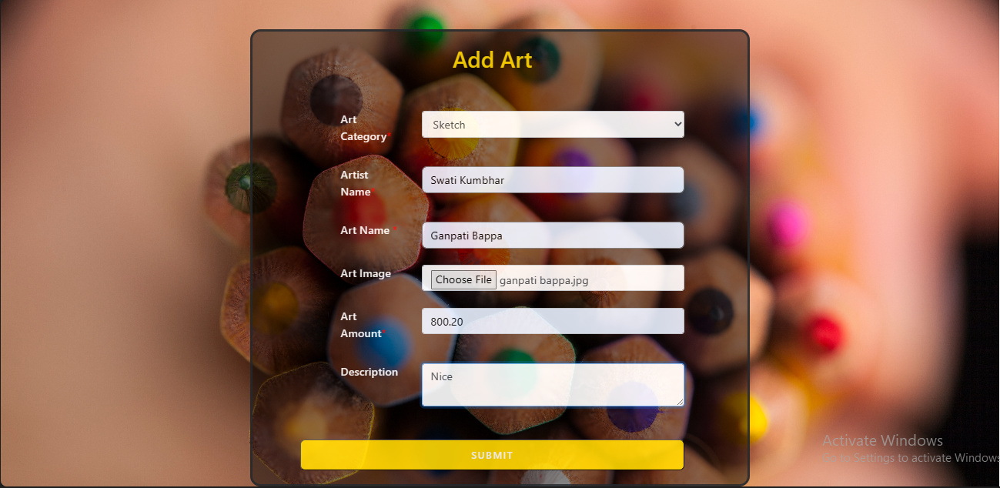 Add Art
Art
Category*
Sketch
Artist
Name*
Swati Kumbhar
Art Name *
Ganpati Bappa
Art Image
Choose File ganpati bappa.jpg
Art
Amount*
800.20
Description
Nice
SUBMIT
Activate Windows
Go to Settings to activate Windows